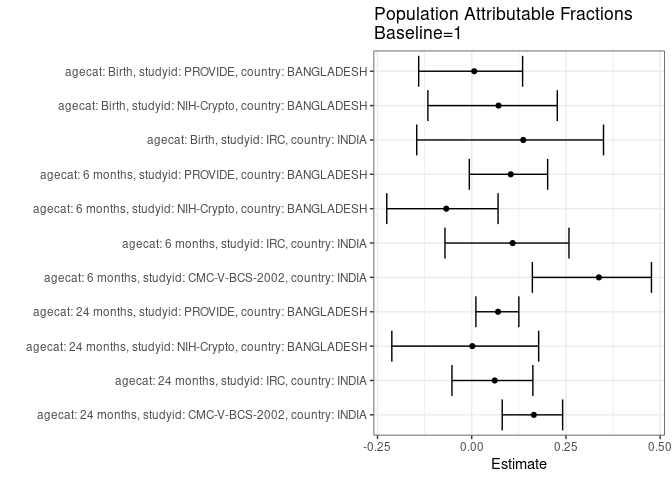 Population Attributable Fractions
Baseline=1
agecat: Birth, studyid: PROVIDE, country: BANGLADESH
agecat: Birth, studyid: NIH-Crypto, country: BANGLADESH
agecat: Birth, studyid: IRC, country: INDIA
agecat: 6 months, studyid: PROVIDE, country: BANGLADESH
agecat: 6 months, studyid: NIH-Crypto, country: BANGLADESH
agecat: 6 months, studyid: IRC, country: INDIA
agecat: 6 months, studyid: CMC-V-BCS-2002, country: INDIA
agecat: 24 months, studyid: PROVIDE, country: BANGLADESH
agecat: 24 months, studyid: NIH-Crypto, country: BANGLADESH
agecat: 24 months, studyid: IRC, country: INDIA
agecat: 24 months, studyid: CMC-V-BCS-2002, country: INDIA
-0.25 0.00 0.25 0.50
Estimate